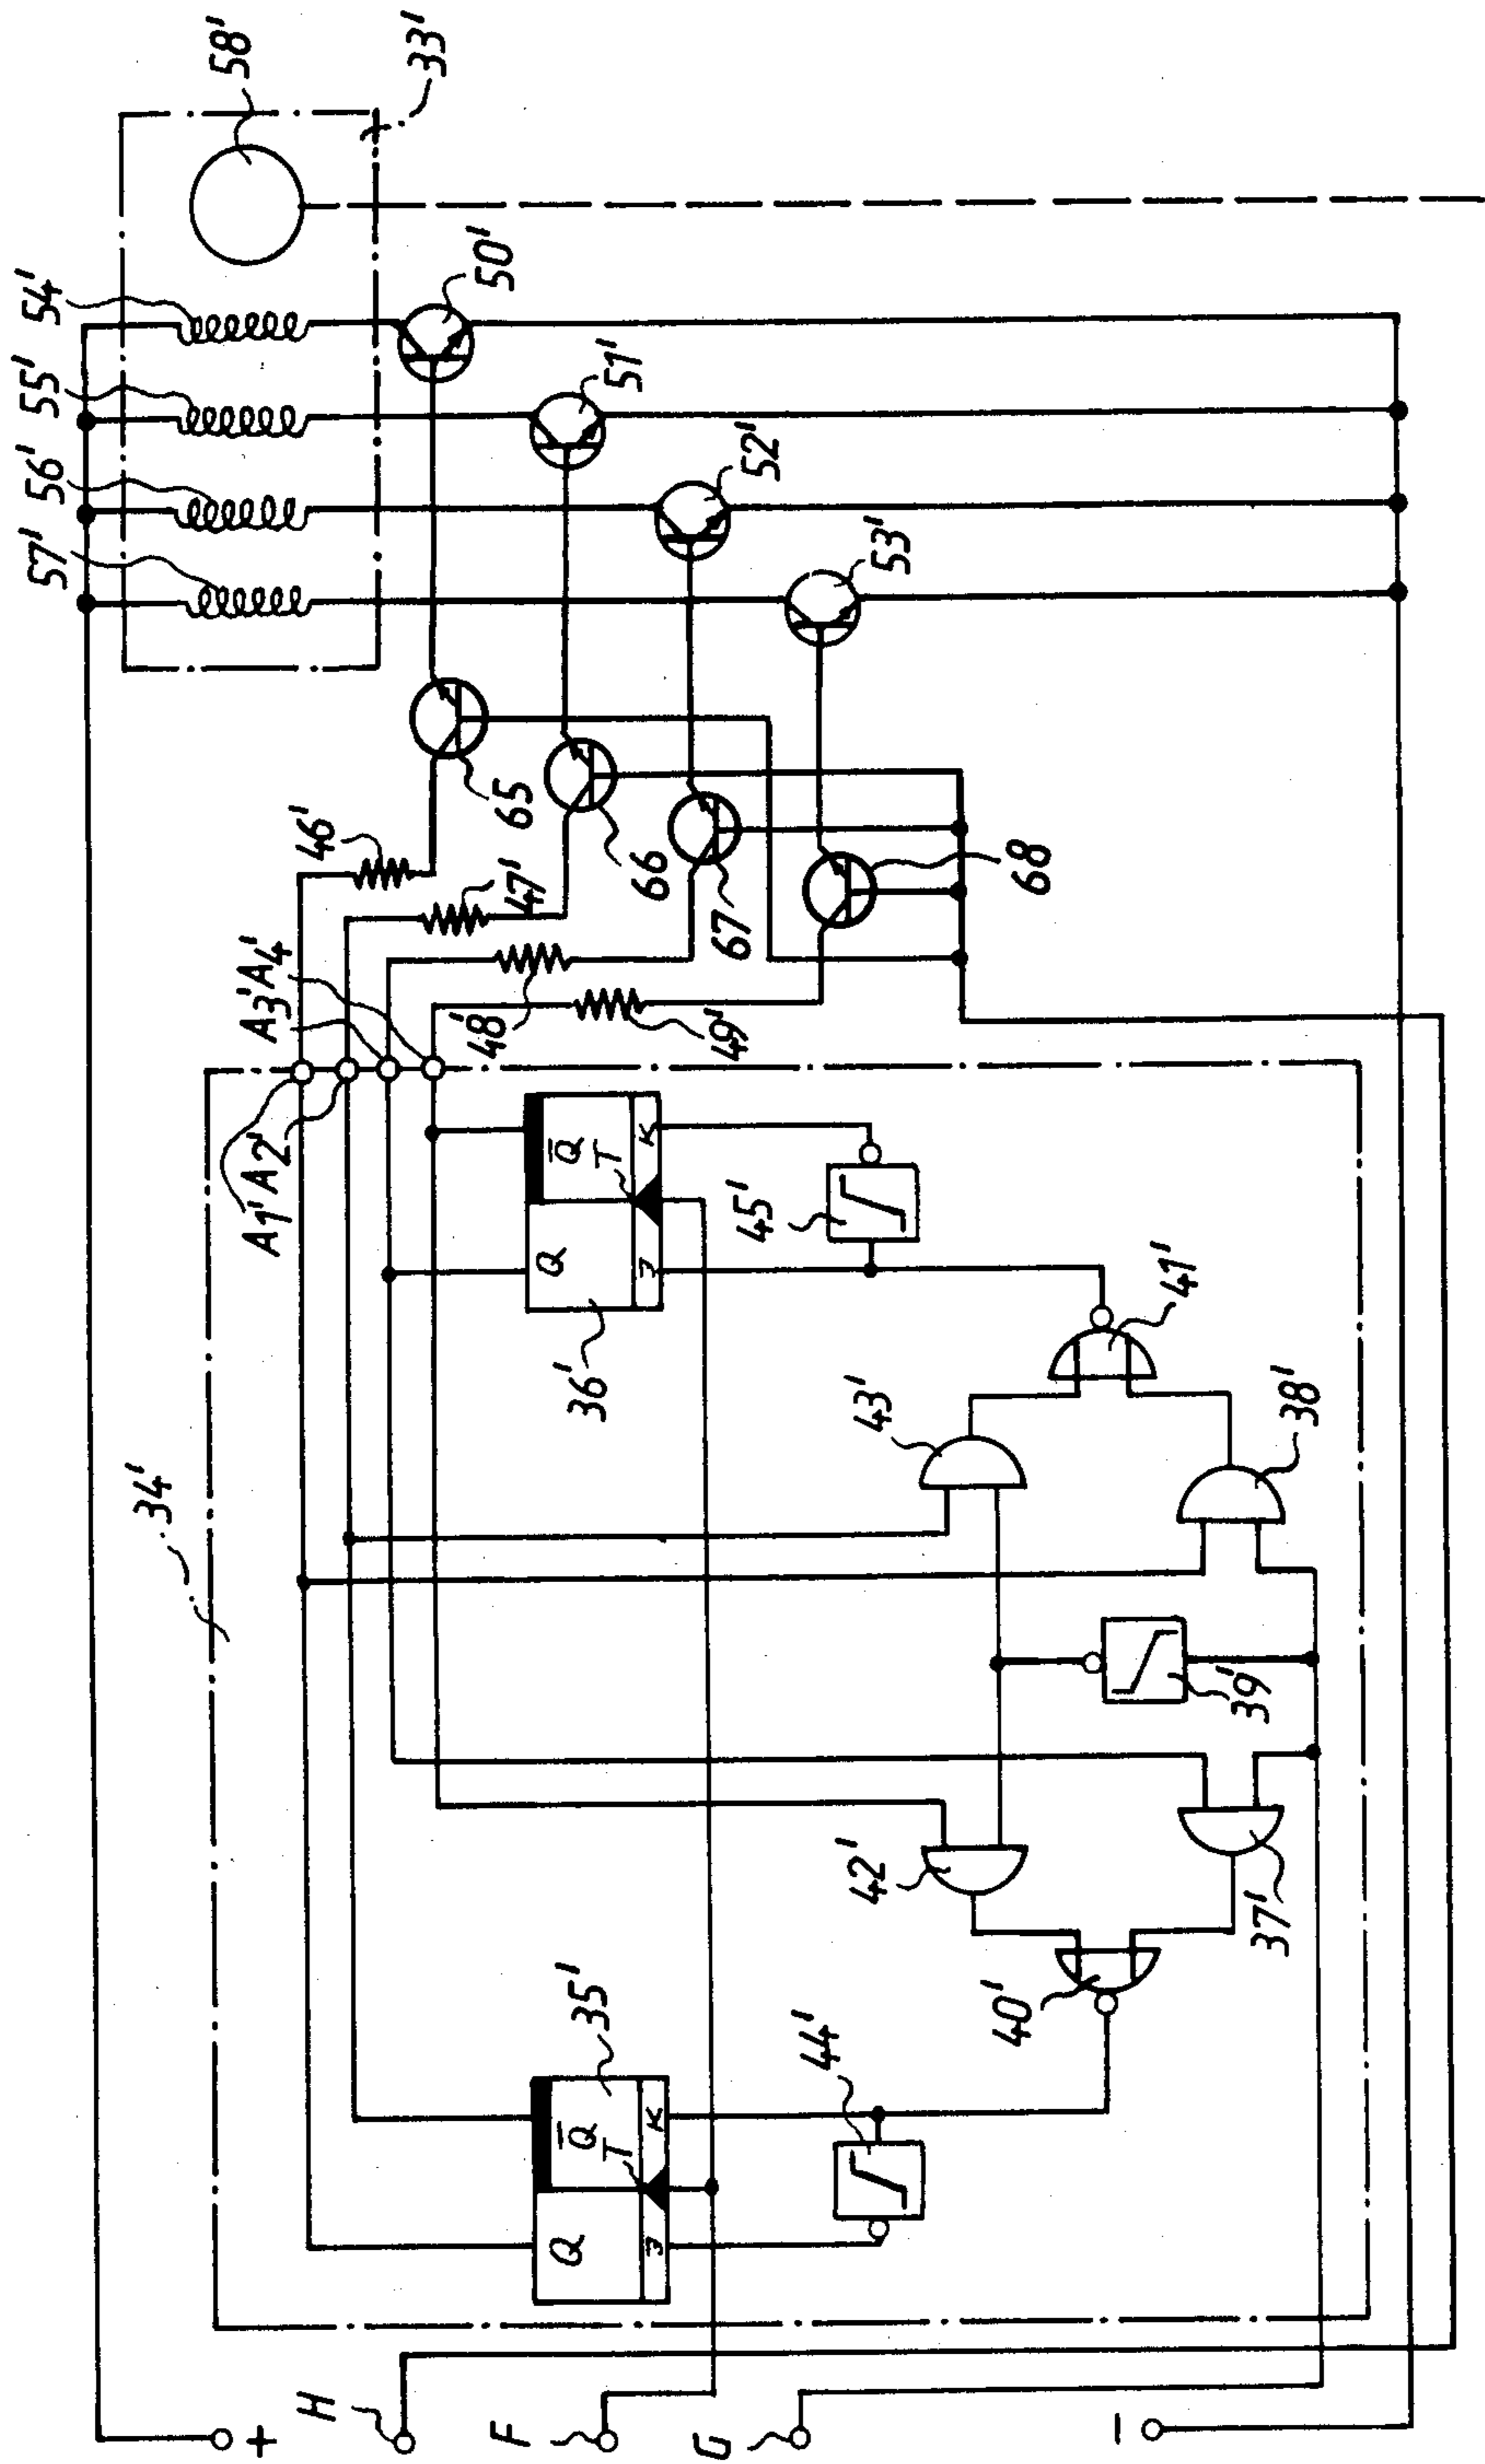 +
H
F
G
−
34'
A1'A2'
A3'A4'
57'
56'
55'
54'
58'
33'
46'
47'
48'
49'
65
66
67
68
50'
51'
52'
53'
Q
Q̅
T
J
K
35'
Q
Q̅
T
J
K
36'
44'
45'
42'
43'
40'
41'
37'
39'
38'